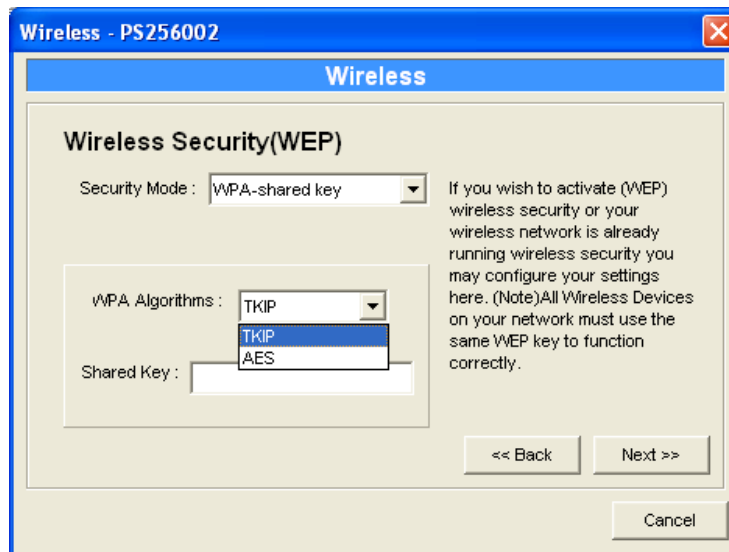 Wireless - PS256002
Wireless
Wireless Security(WEP)
Security Mode : WPA-shared key
If you wish to activate (WEP)
wireless security or your
wireless network is already
running wireless security you
may configure your settings
here. (Note)All Wireless Devices
on your network must use the
same WEP key to function
correctly.
WPA Algorithms : TKIP
TKIP
AES
Shared Key :
<< Back
Next >>
Cancel